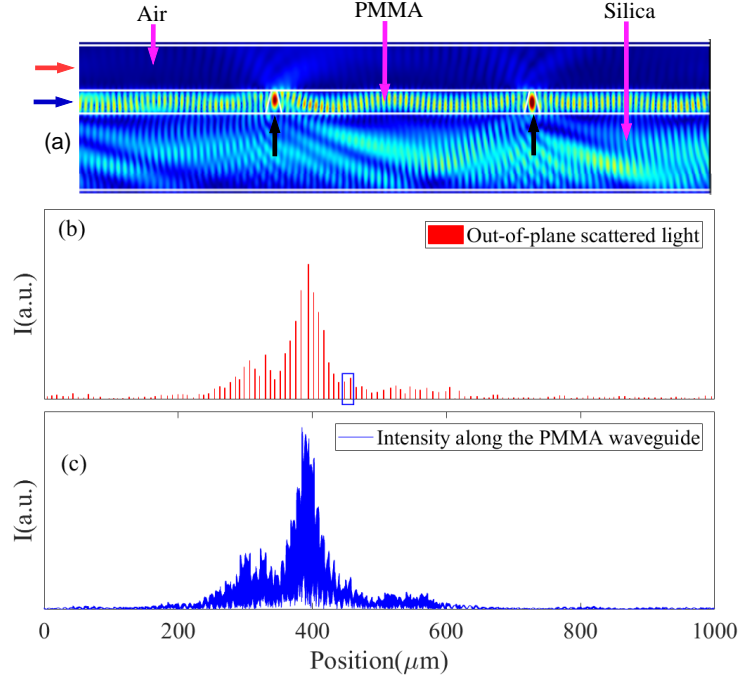 Air
PMMA
Silica
(a)
(b)
Out-of-plane scattered light
I(a.u.)
(c)
Intensity along the PMMA waveguide
I(a.u.)
0 200 400 600 800 1000
Position(μm)